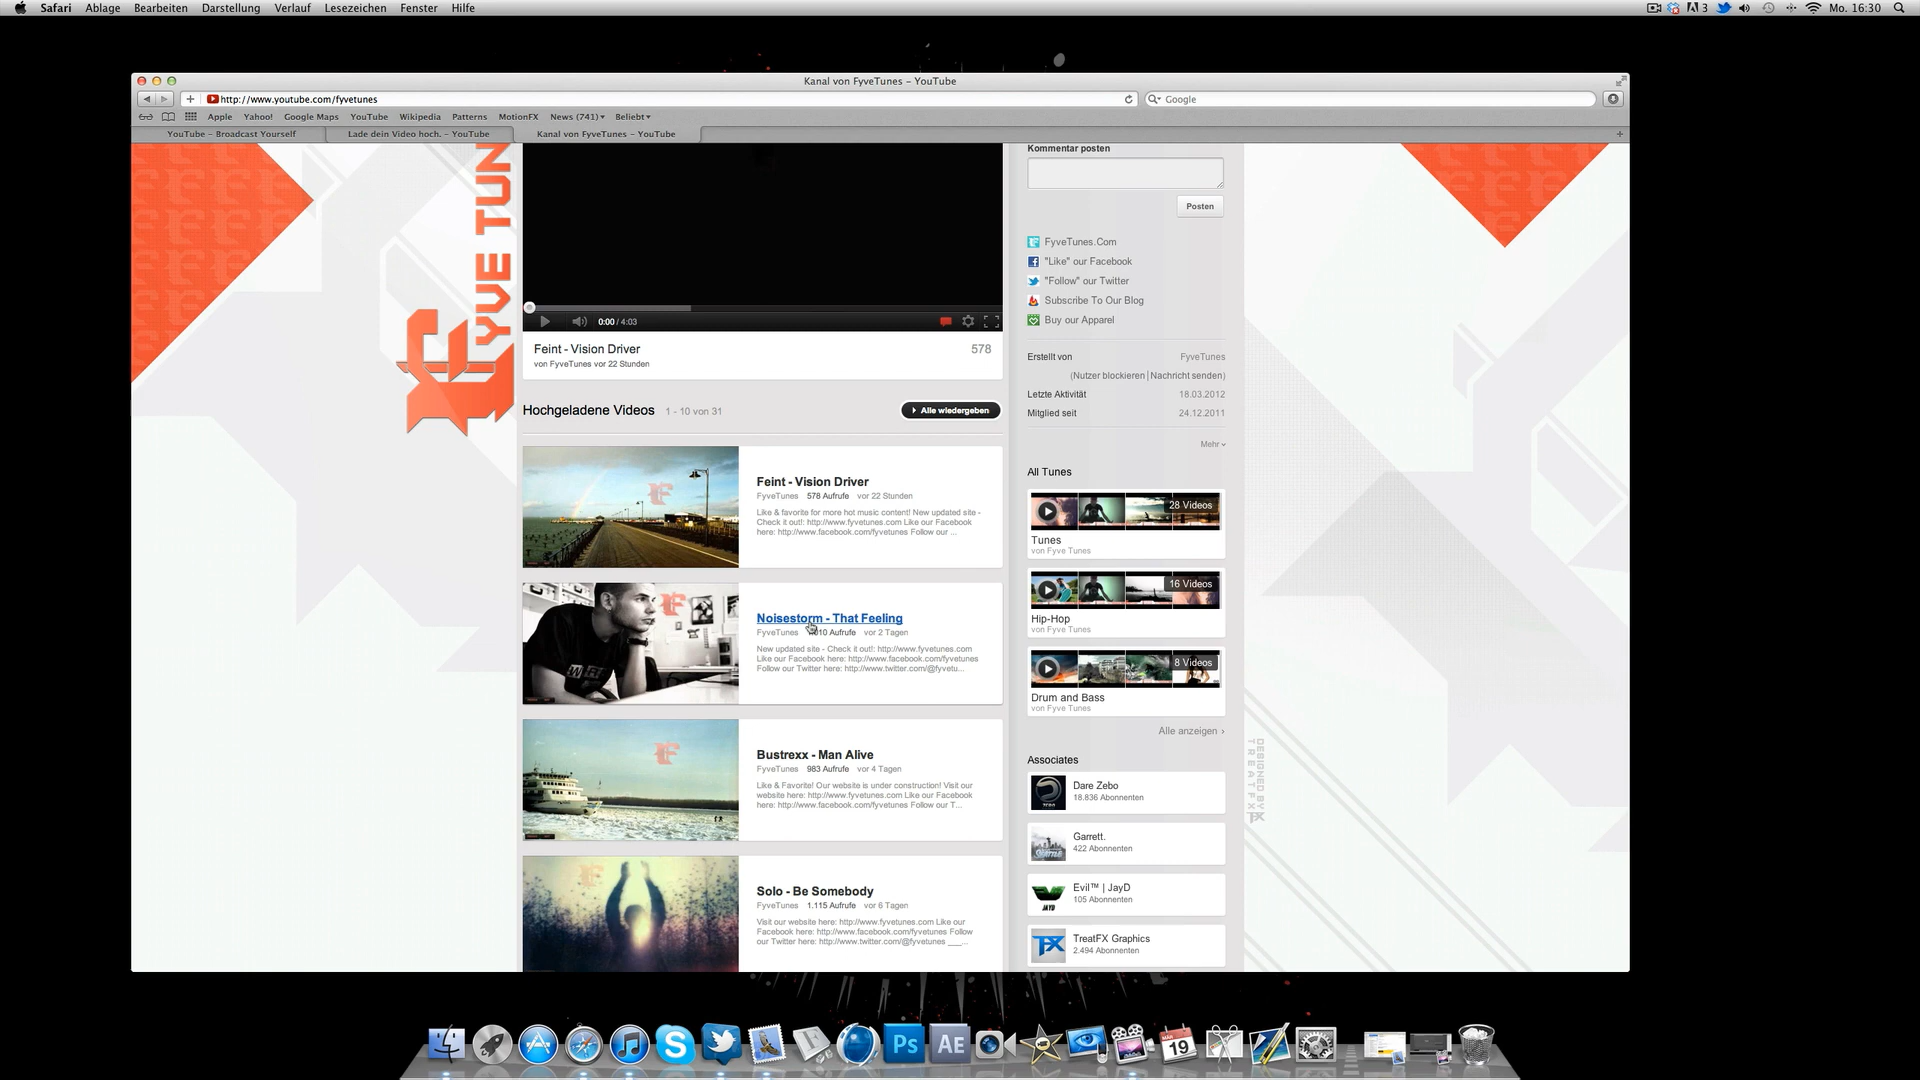 Safari Ablage Bearbeiten Darstellung Verlauf Lesezeichen Fenster Hilfe
3 Mo. 16:30
Kanal von FyveTunes – YouTube
http://www.youtube.com/fyvetunes
Google
Apple Yahoo! Google Maps YouTube Wikipedia Patterns MotionFX News (741)▾ Beliebt▾
YouTube – Broadcast Yourself
Lade dein Video hoch. – YouTube
Kanal von FyveTunes – YouTube
YVE TUN
0:00 / 4:03
Feint - Vision Driver 578
von FyveTunes vor 22 Stunden
Hochgeladene Videos 1 - 10 von 31 Alle wiedergeben
Feint - Vision Driver
FyveTunes 578 Aufrufe vor 22 Stunden
Like & favorite for more hot music content! New updated site -
Check it out!: http://www.fyvetunes.com Like our Facebook
here: http://www.facebook.com/fyvetunes Follow our ...
Noisestorm - That Feeling
FyveTunes 1010 Aufrufe vor 2 Tagen
New updated site - Check it out!: http://www.fyvetunes.com
Like our Facebook here: http://www.facebook.com/fyvetunes
Follow our Twitter here: http://www.twitter.com/@fyvetu...
Bustrexx - Man Alive
FyveTunes 983 Aufrufe vor 4 Tagen
Like & Favorite! Our website is under construction! Visit our
website here: http://www.fyvetunes.com Like our Facebook
here: http://www.facebook.com/fyvetunes Follow our T...
Solo - Be Somebody
FyveTunes 1.115 Aufrufe vor 6 Tagen
Visit our website here: http://www.fyvetunes.com Like our
Facebook here: http://www.facebook.com/fyvetunes Follow
our Twitter here: http://www.twitter.com/@fyvetunes ___...
Kommentar posten
Posten
FyveTunes.Com
"Like" our Facebook
"Follow" our Twitter
Subscribe To Our Blog
Buy our Apparel
Erstellt von FyveTunes
(Nutzer blockieren | Nachricht senden)
Letzte Aktivität 18.03.2012
Mitglied seit 24.12.2011
Mehr
All Tunes
28 Videos
Tunes
von Fyve Tunes
16 Videos
Hip-Hop
von Fyve Tunes
8 Videos
Drum and Bass
von Fyve Tunes
Alle anzeigen ›
Associates
Dare Zebo
18.836 Abonnenten
Garrett.
422 Abonnenten
Evil™ | JayD
105 Abonnenten
TreatFX Graphics
2.494 Abonnenten
DESIGNED BY
TREATFX
Ps
AE
19